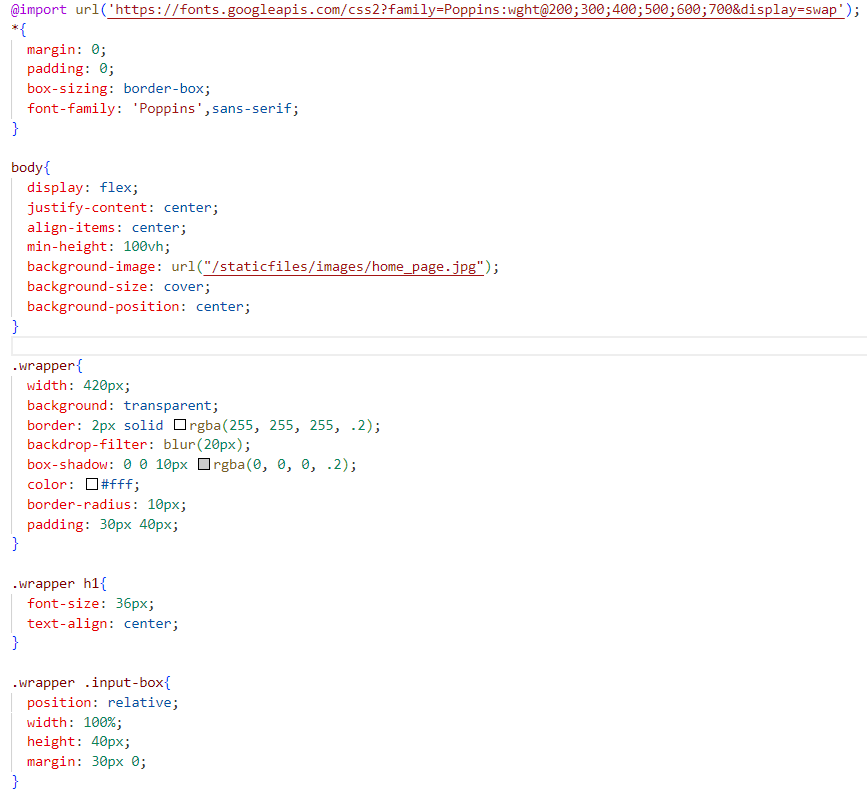 @import url('https://fonts.googleapis.com/css2?family=Poppins:wght@200;300;400;500;600;700&display=swap');
*{
  margin: 0;
  padding: 0;
  box-sizing: border-box;
  font-family: 'Poppins',sans-serif;
}

body{
  display: flex;
  justify-content: center;
  align-items: center;
  min-height: 100vh;
  background-image: url("/staticfiles/images/home_page.jpg");
  background-size: cover;
  background-position: center;
}

.wrapper{
  width: 420px;
  background: transparent;
  border: 2px solid rgba(255, 255, 255, .2);
  backdrop-filter: blur(20px);
  box-shadow: 0 0 10px rgba(0, 0, 0, .2);
  color: #fff;
  border-radius: 10px;
  padding: 30px 40px;
}

.wrapper h1{
  font-size: 36px;
  text-align: center;
}

.wrapper .input-box{
  position: relative;
  width: 100%;
  height: 40px;
  margin: 30px 0;
}